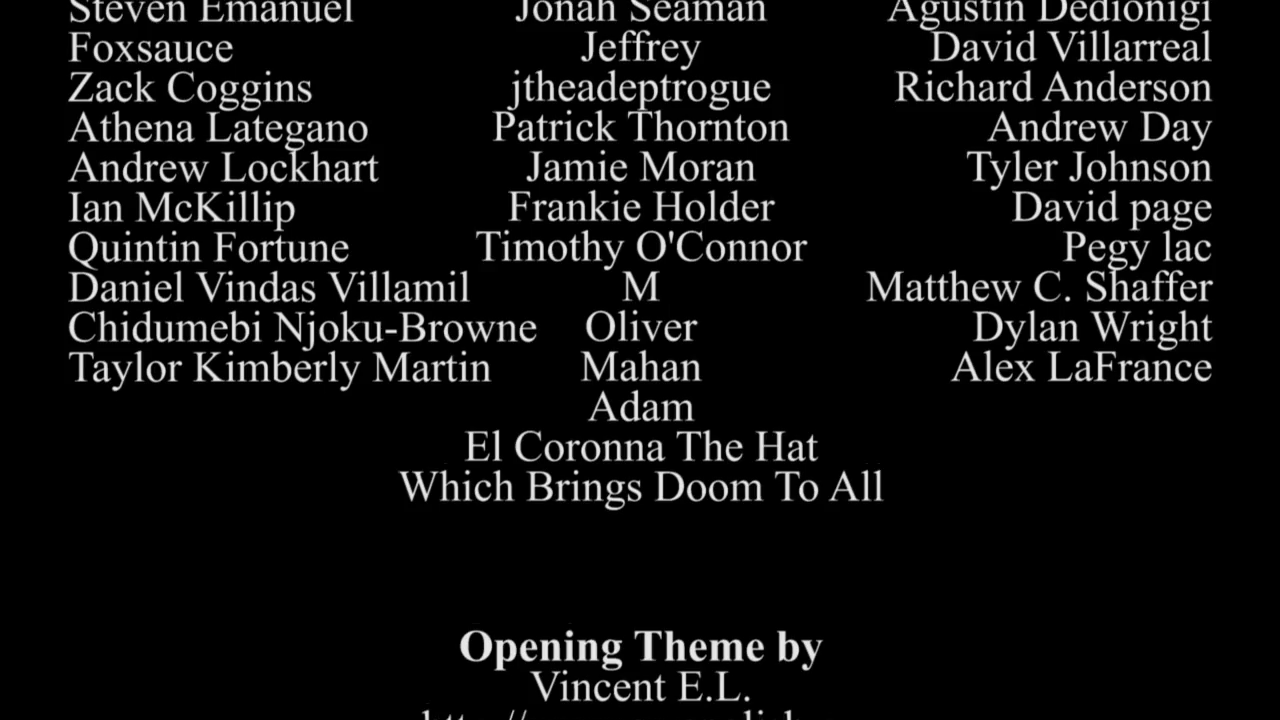 Steven Emanuel Jonah Seaman Agustin Dedionigi
Foxsauce Jeffrey David Villarreal
Zack Coggins jtheadeptrogue Richard Anderson
Athena Lategano Patrick Thornton Andrew Day
Andrew Lockhart Jamie Moran Tyler Johnson
Ian McKillip Frankie Holder David page
Quintin Fortune Timothy O'Connor Pegy lac
Daniel Vindas Villamil M Matthew C. Shaffer
Chidumebi Njoku-Browne Oliver Dylan Wright
Taylor Kimberly Martin Mahan Alex LaFrance
Adam
El Coronna The Hat
Which Brings Doom To All
Opening Theme by
Vincent E.L.